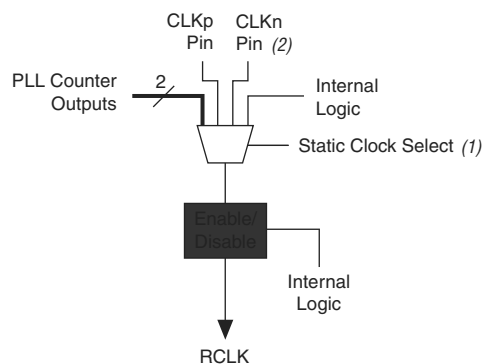 CLKp
Pin
CLKn
Pin (2)
PLL Counter
Outputs
2
Internal
Logic
Static Clock Select (1)
Enable/
Disable
Internal
Logic
RCLK